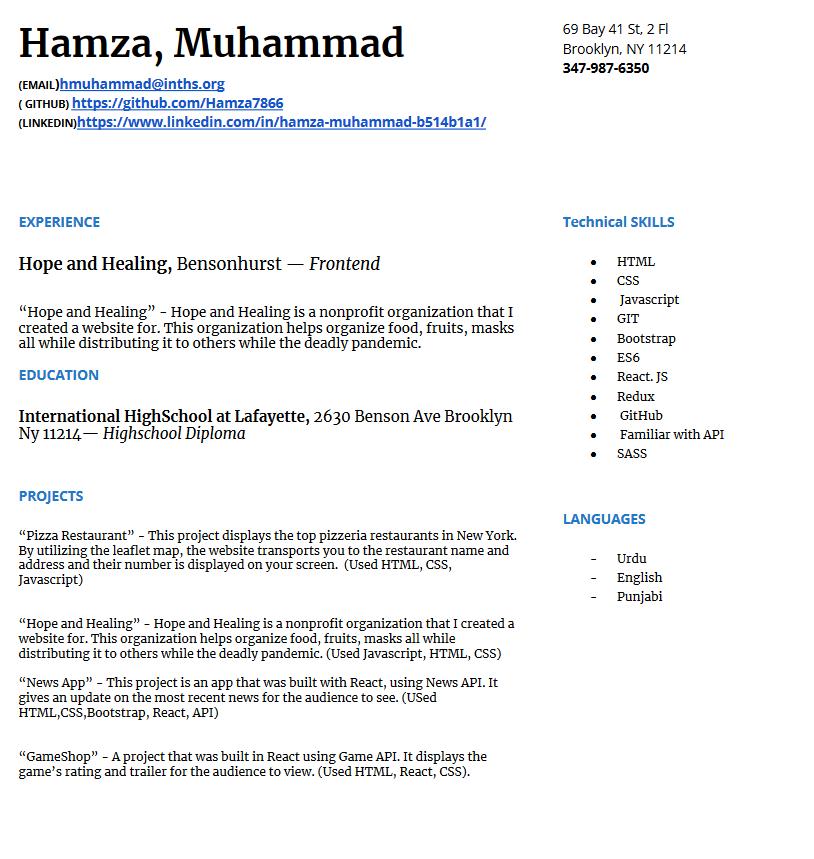 Hamza, Muhammad
(EMAIL)hmuhammad@inths.org
( GITHUB) https://github.com/Hamza7866
(LINKEDIN)https://www.linkedin.com/in/hamza-muhammad-b514b1a1/
69 Bay 41 St, 2 Fl
Brooklyn, NY 11214
347-987-6350
EXPERIENCE
Hope and Healing, Bensonhurst — Frontend
“Hope and Healing” - Hope and Healing is a nonprofit organization that I
created a website for. This organization helps organize food, fruits, masks
all while distributing it to others while the deadly pandemic.
EDUCATION
International HighSchool at Lafayette, 2630 Benson Ave Brooklyn
Ny 11214— Highschool Diploma
PROJECTS
“Pizza Restaurant” - This project displays the top pizzeria restaurants in New York.
By utilizing the leaflet map, the website transports you to the restaurant name and
address and their number is displayed on your screen. (Used HTML, CSS,
Javascript)
“Hope and Healing” - Hope and Healing is a nonprofit organization that I created a
website for. This organization helps organize food, fruits, masks all while
distributing it to others while the deadly pandemic. (Used Javascript, HTML, CSS)
“News App” - This project is an app that was built with React, using News API. It
gives an update on the most recent news for the audience to see. (USed
HTML,CSS,Bootstrap, React, API)
“GameShop” - A project that was built in React using Game API. It displays the
game’s rating and trailer for the audience to view. (Used HTML, React, CSS).
Technical SKILLS
● HTML
● CSS
● Javascript
● GIT
● Bootstrap
● ES6
● React. JS
● Redux
● GitHub
● Familiar with API
● SASS
LANGUAGES
- Urdu
- English
- Punjabi